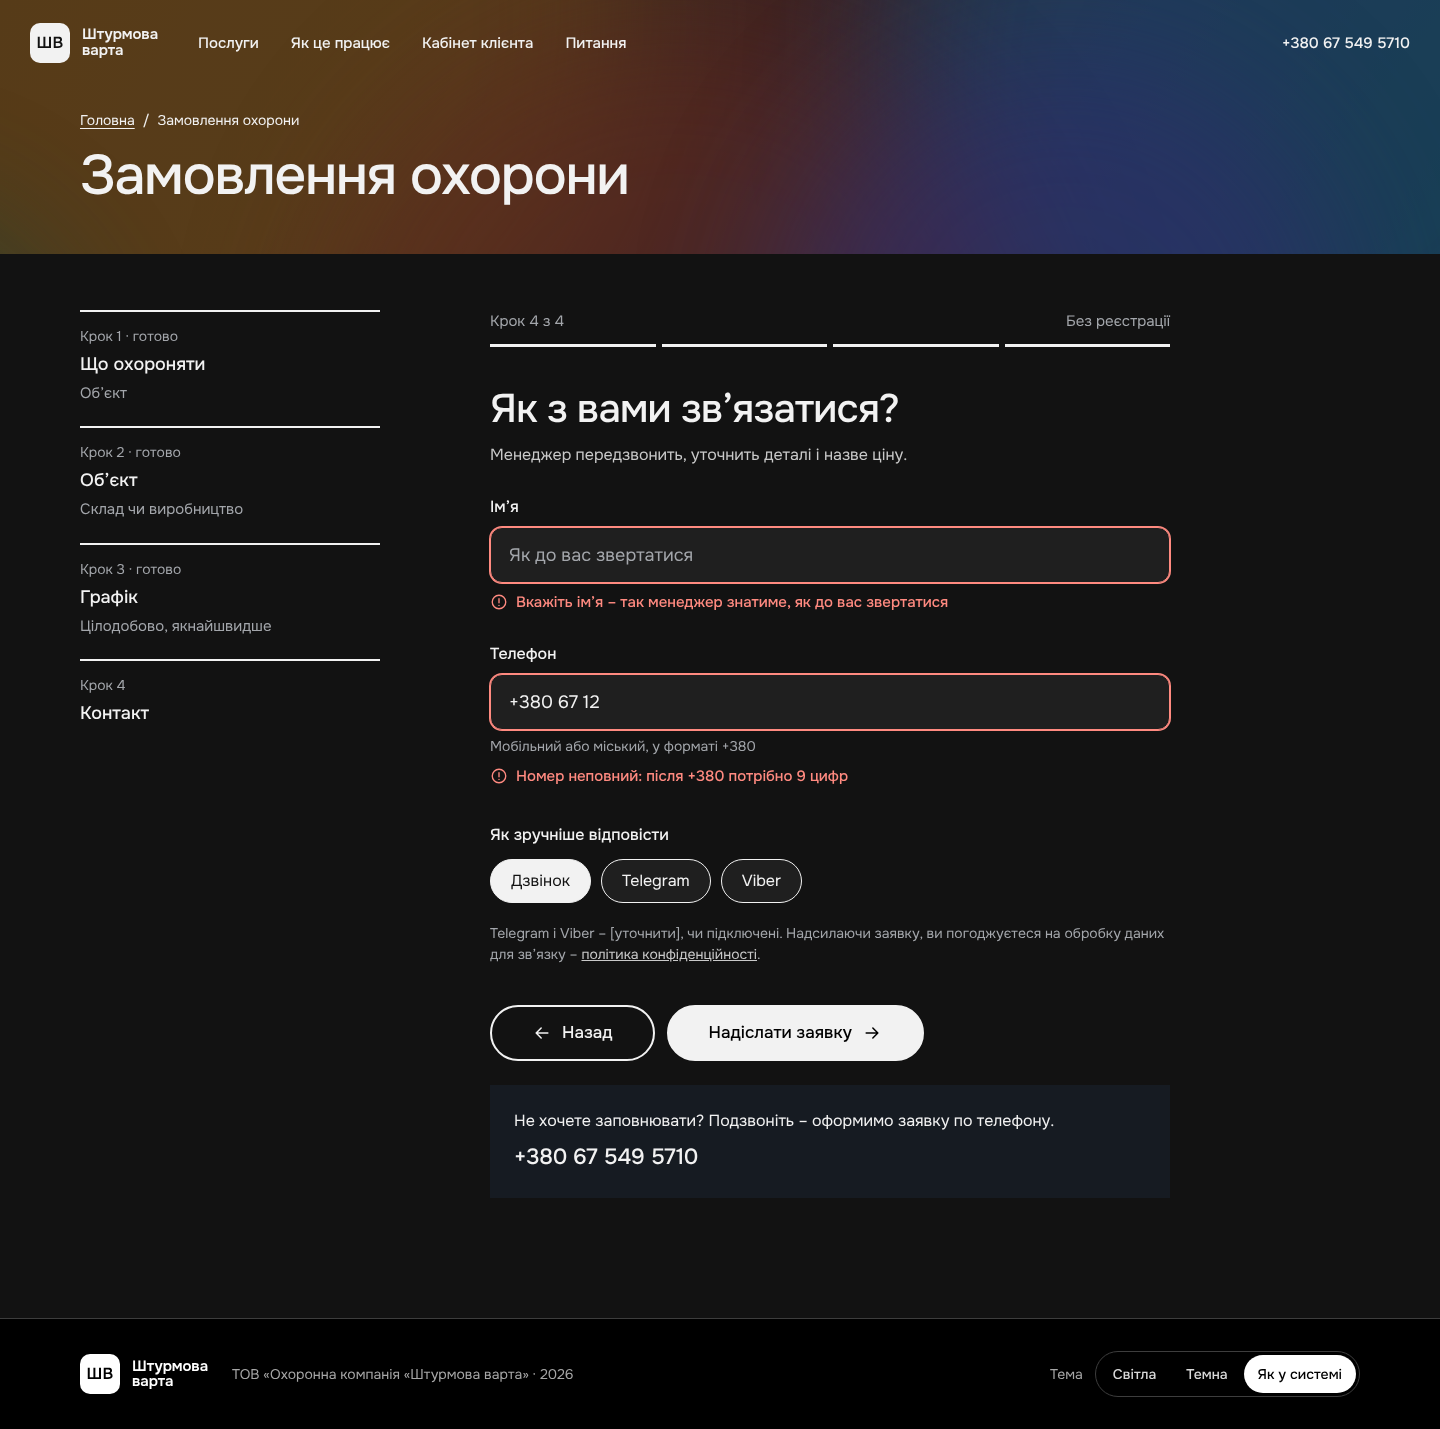 ШВ
Штурмова
варта
Послуги
Як це працює
Кабінет клієнта
Питання
+380 67 549 5710
Головна / Замовлення охорони
Замовлення охорони
Крок 1 · готово
Що охороняти
Об’єкт
Крок 2 · готово
Об’єкт
Склад чи виробництво
Крок 3 · готово
Графік
Цілодобово, якнайшвидше
Крок 4
Контакт
Крок 4 з 4
Без реєстрації
Як з вами зв’язатися?
Менеджер передзвонить, уточнить деталі і назве ціну.
Ім’я
Як до вас звертатися
Вкажіть ім’я – так менеджер знатиме, як до вас звертатися
Телефон
+380 67 12
Мобільний або міський, у форматі +380
Номер неповний: після +380 потрібно 9 цифр
Як зручніше відповісти
Дзвінок
Telegram
Viber
Telegram і Viber – [уточнити], чи підключені. Надсилаючи заявку, ви погоджуєтеся на обробку даних
для зв’язку – політика конфіденційності.
← Назад
Надіслати заявку →
Не хочете заповнювати? Подзвоніть – оформимо заявку по телефону.
+380 67 549 5710
ШВ
Штурмова
варта
ТОВ «Охоронна компанія «Штурмова варта» · 2026
Тема
Світла
Темна
Як у системі